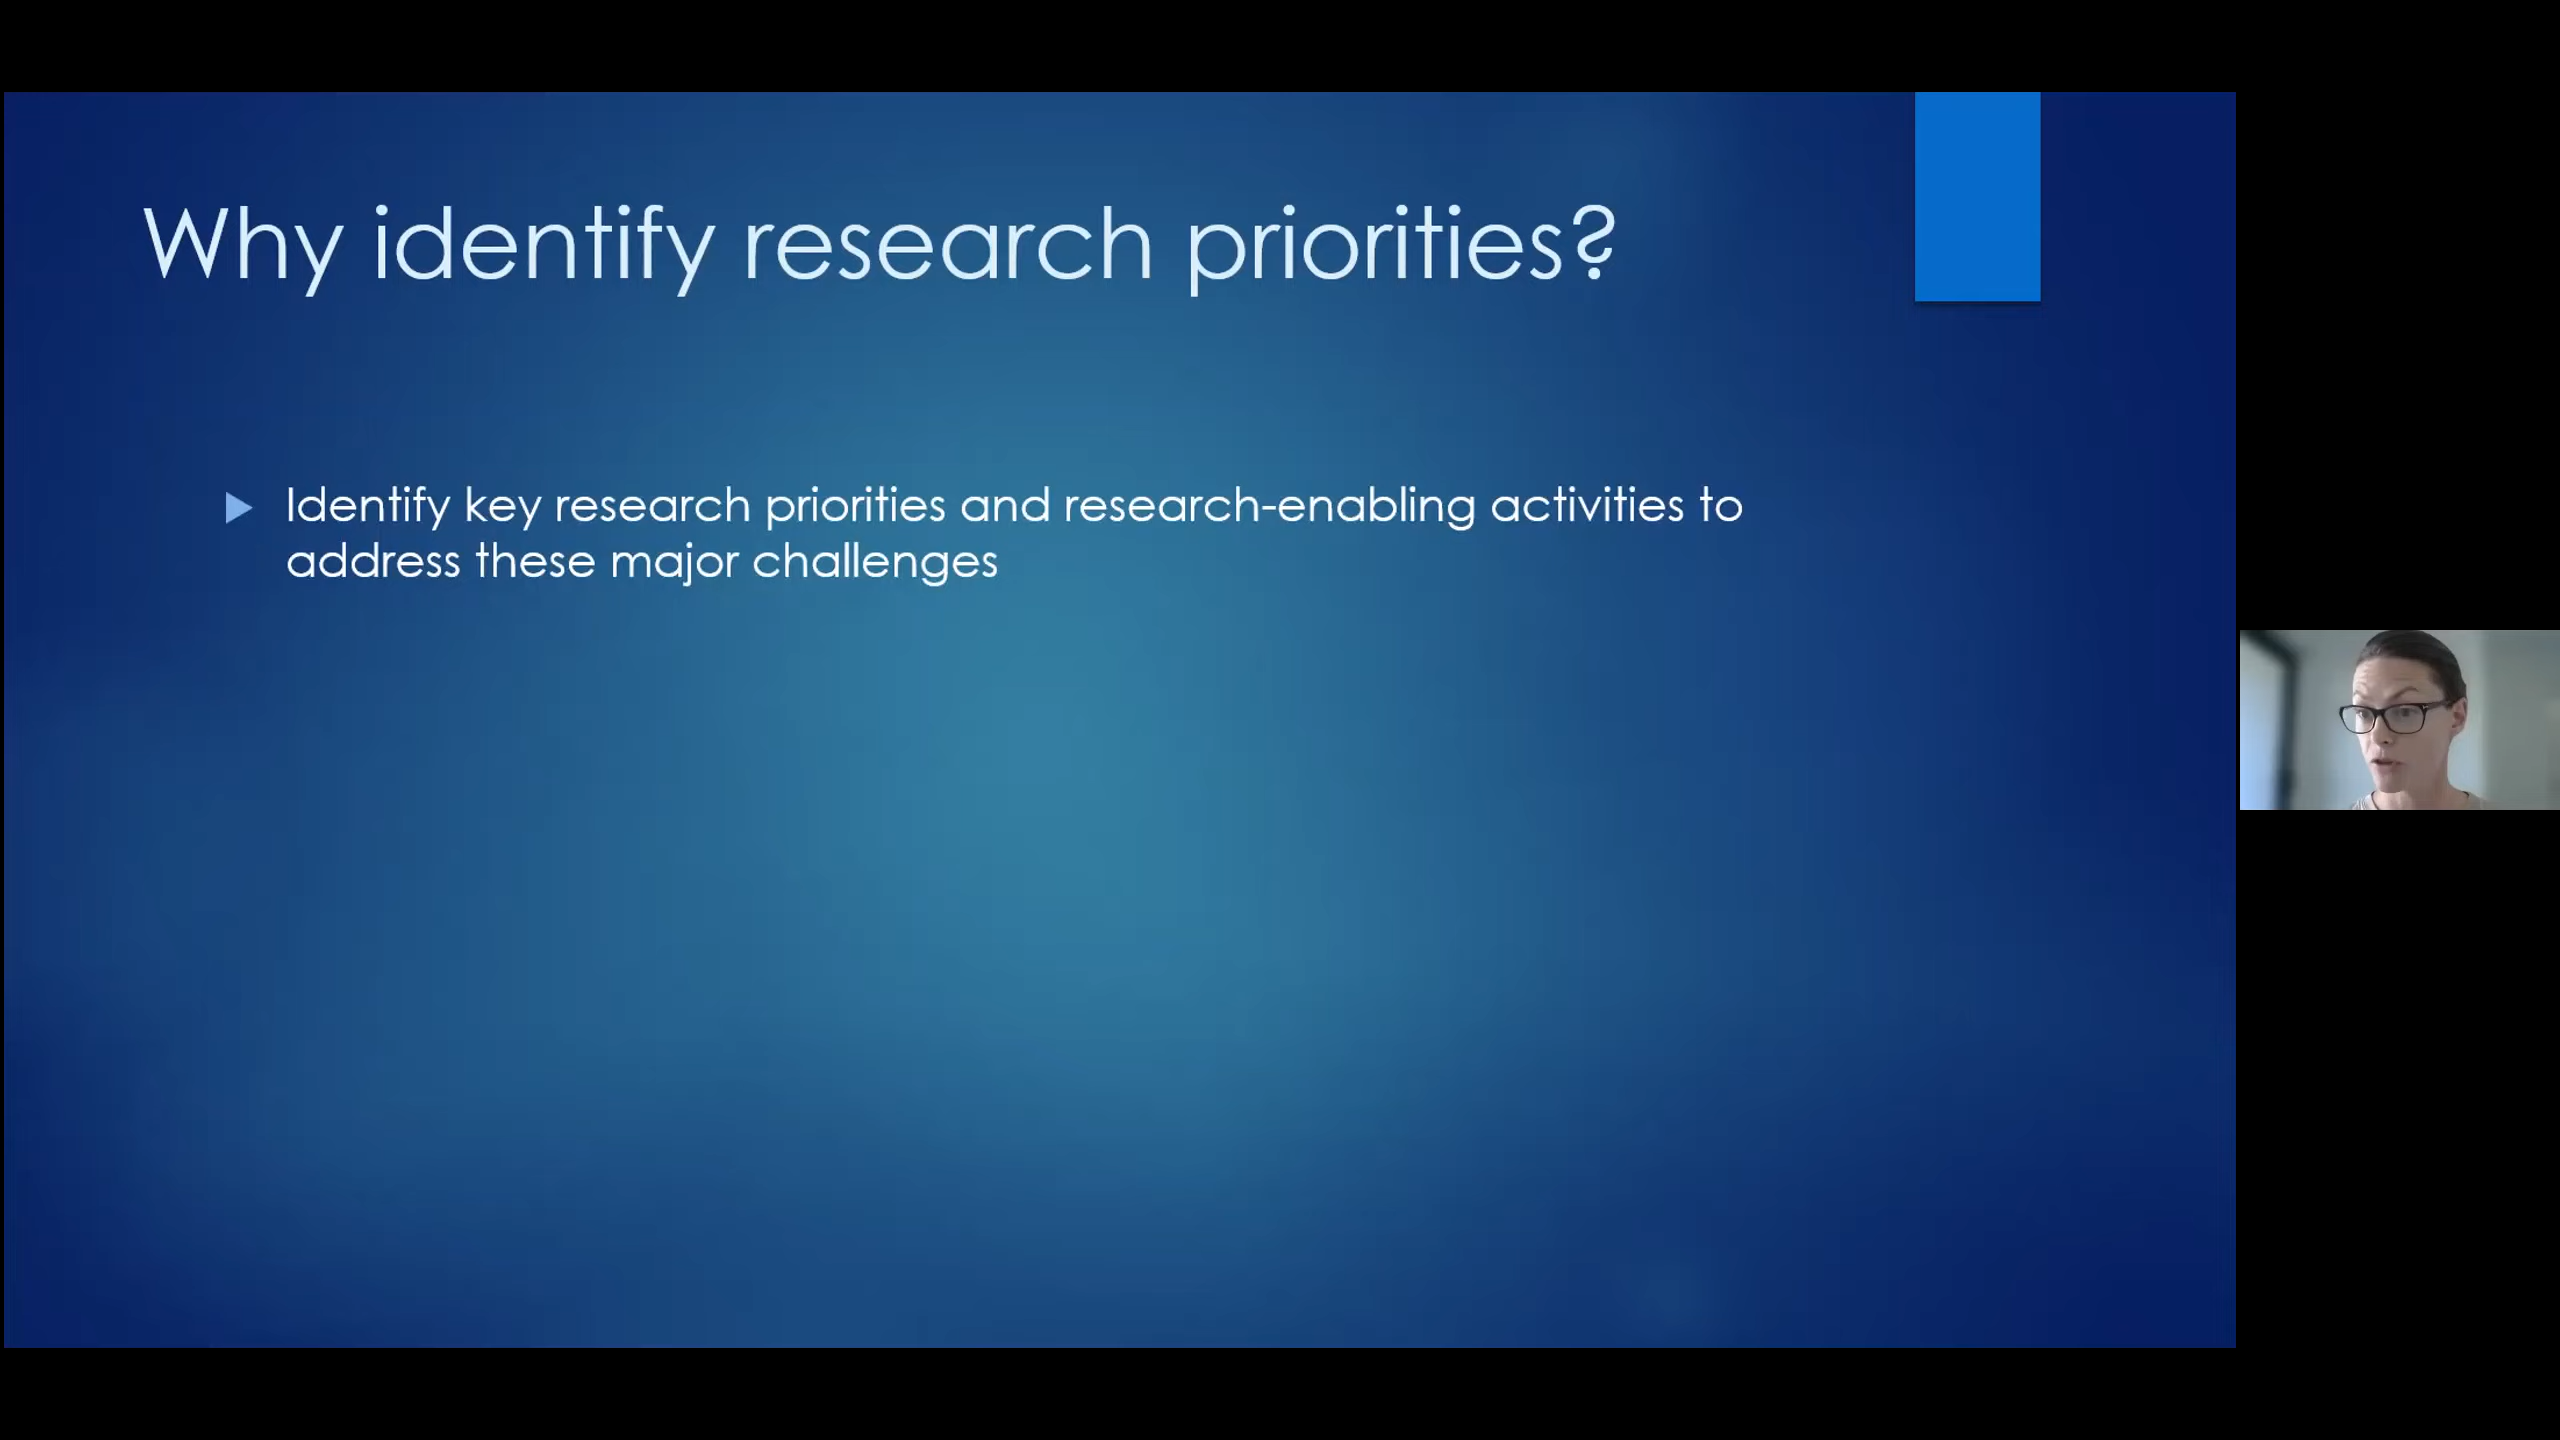 Why identify research priorities?
Identify key research priorities and research-enabling activities to
address these major challenges